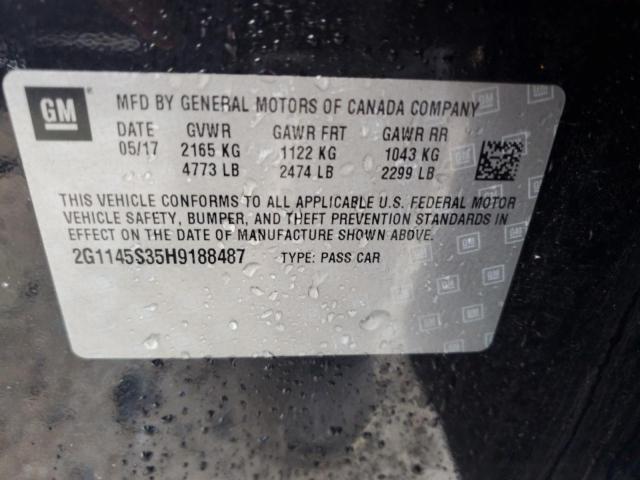 GM
MFD BY GENERAL MOTORS OF CANADA COMPANY
DATE GVWR GAWR FRT GAWR RR
05/17 2165 KG 1122 KG 1043 KG
4773 LB 2474 LB 2299 LB
THIS VEHICLE CONFORMS TO ALL APPLICABLE U.S. FEDERAL MOTOR
VEHICLE SAFETY, BUMPER, AND THEFT PREVENTION STANDARDS IN
EFFECT ON THE DATE OF MANUFACTURE SHOWN ABOVE.
2G1145S35H9188487 TYPE: PASS CAR